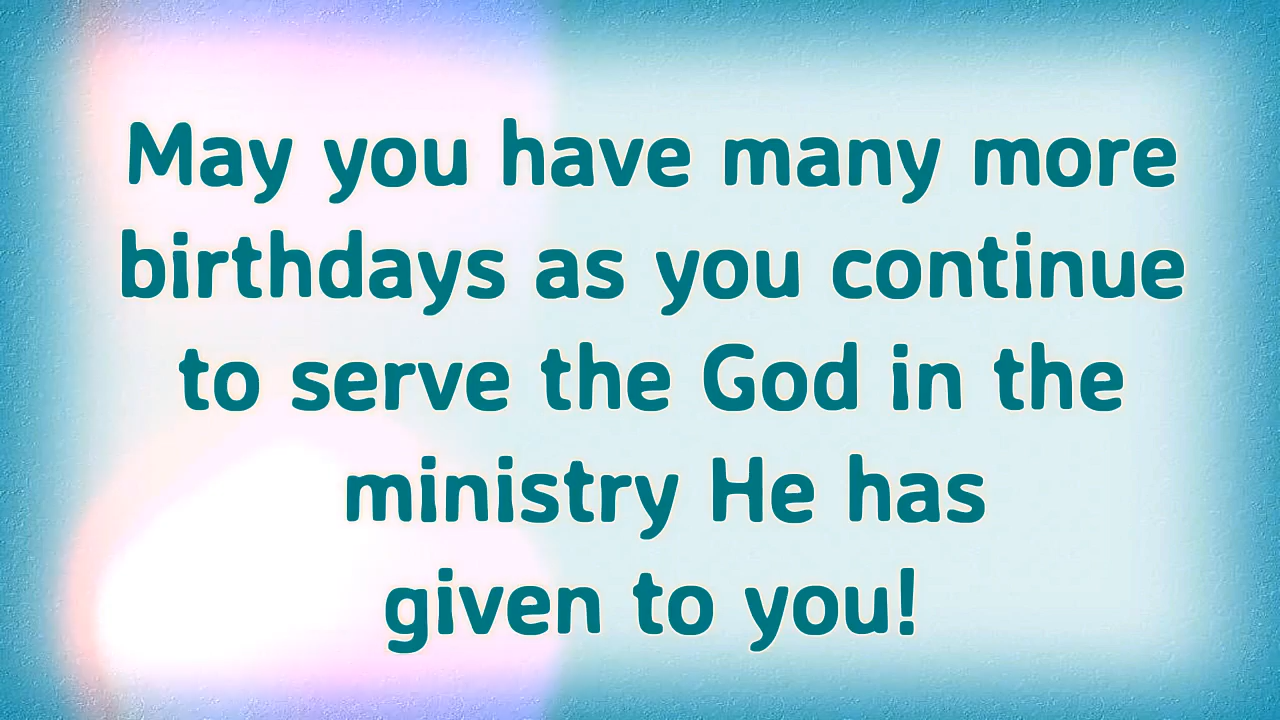 May you have many more
birthdays as you continue
to serve the God in the
ministry He has
given to you!